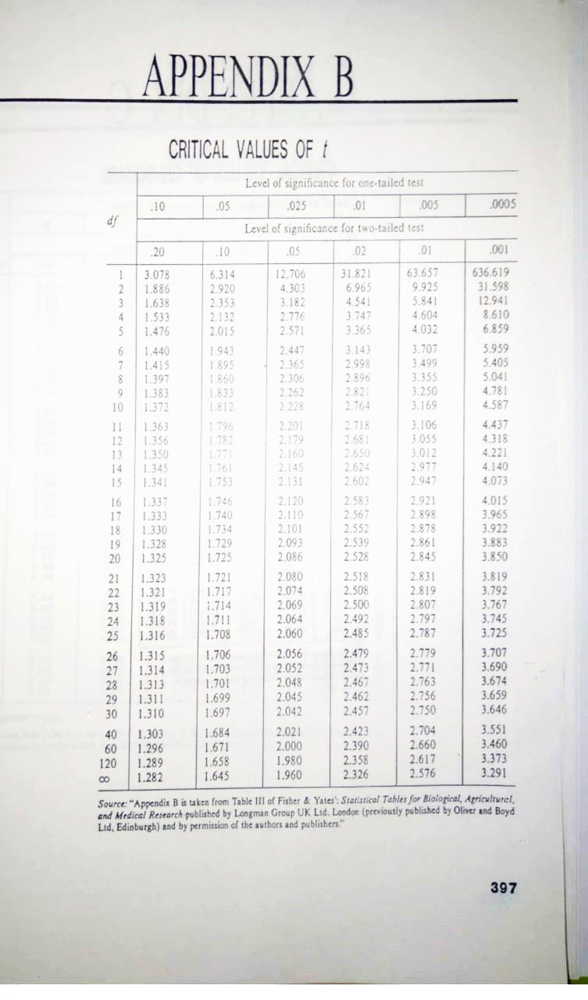 APPENDIX B
CRITICAL VALUES OF t
Level of significance for one-tailed test
.10 .05 .025 .01 .005 .0005
df
Level of significance for two-tailed test
.20 .10 .05 .02 .01 .001
1 3.078 6.314 12.706 31.821 63.657 636.619
2 1.886 2.920 4.303 6.965 9.925 31.598
3 1.638 2.353 3.182 4.541 5.841 12.941
4 1.533 2.132 2.776 3.747 4.604 8.610
5 1.476 2.015 2.571 3.365 4.032 6.859
6 1.440 1.943 2.447 3.143 3.707 5.959
7 1.415 1.895 2.365 2.998 3.499 5.405
8 1.397 1.860 2.306 2.896 3.355 5.041
9 1.383 1.833 2.262 2.821 3.250 4.781
10 1.372 1.812 2.228 2.764 3.169 4.587
11 1.363 1.796 2.201 2.718 3.106 4.437
12 1.356 1.782 2.179 2.681 3.055 4.318
13 1.350 1.771 2.160 2.650 3.012 4.221
14 1.345 1.761 2.145 2.624 2.977 4.140
15 1.341 1.753 2.131 2.602 2.947 4.073
16 1.337 1.746 2.120 2.583 2.921 4.015
17 1.333 1.740 2.110 2.567 2.898 3.965
18 1.330 1.734 2.101 2.552 2.878 3.922
19 1.328 1.729 2.093 2.539 2.861 3.883
20 1.325 1.725 2.086 2.528 2.845 3.850
21 1.323 1.721 2.080 2.518 2.831 3.819
22 1.321 1.717 2.074 2.508 2.819 3.792
23 1.319 1.714 2.069 2.500 2.807 3.767
24 1.318 1.711 2.064 2.492 2.797 3.745
25 1.316 1.708 2.060 2.485 2.787 3.725
26 1.315 1.706 2.056 2.479 2.779 3.707
27 1.314 1.703 2.052 2.473 2.771 3.690
28 1.313 1.701 2.048 2.467 2.763 3.674
29 1.311 1.699 2.045 2.462 2.756 3.659
30 1.310 1.697 2.042 2.457 2.750 3.646
40 1.303 1.684 2.021 2.423 2.704 3.551
60 1.296 1.671 2.000 2.390 2.660 3.460
120 1.289 1.658 1.980 2.358 2.617 3.373
∞ 1.282 1.645 1.960 2.326 2.576 3.291
Source: "Appendix B is taken from Table III of Fisher & Yates': Statistical Tables for Biological, Agricultural,
and Medical Research published by Longman Group UK Ltd. London (previously published by Oliver and Boyd
Ltd, Edinburgh) and by permission of the authors and publishers."
397